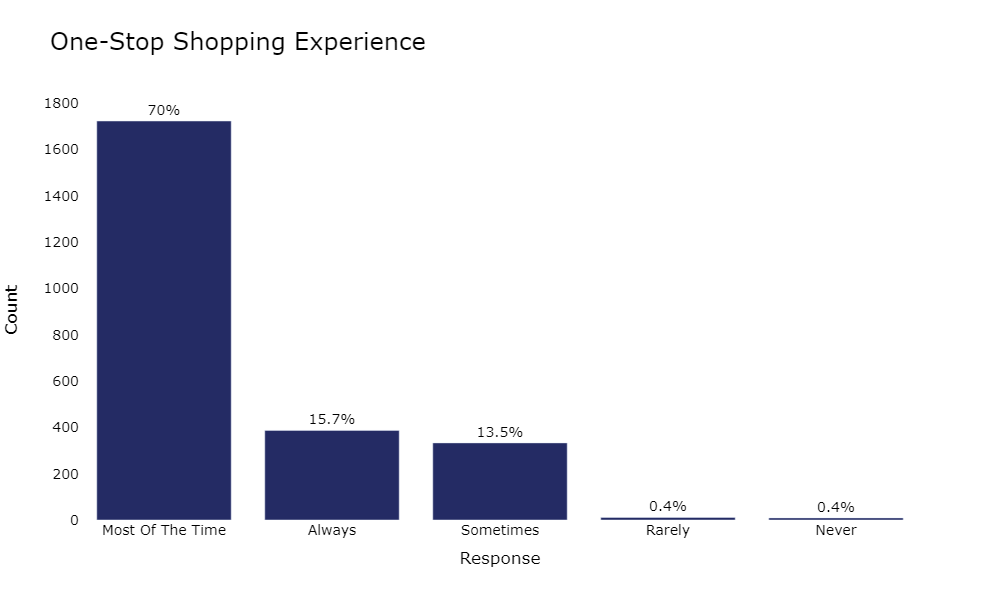 One-Stop Shopping Experience
1800
1600
1400
1200
1000
800
600
400
200
0
Count
70%
15.7%
13.5%
0.4%
0.4%
Most Of The Time
Always
Sometimes
Rarely
Never
Response